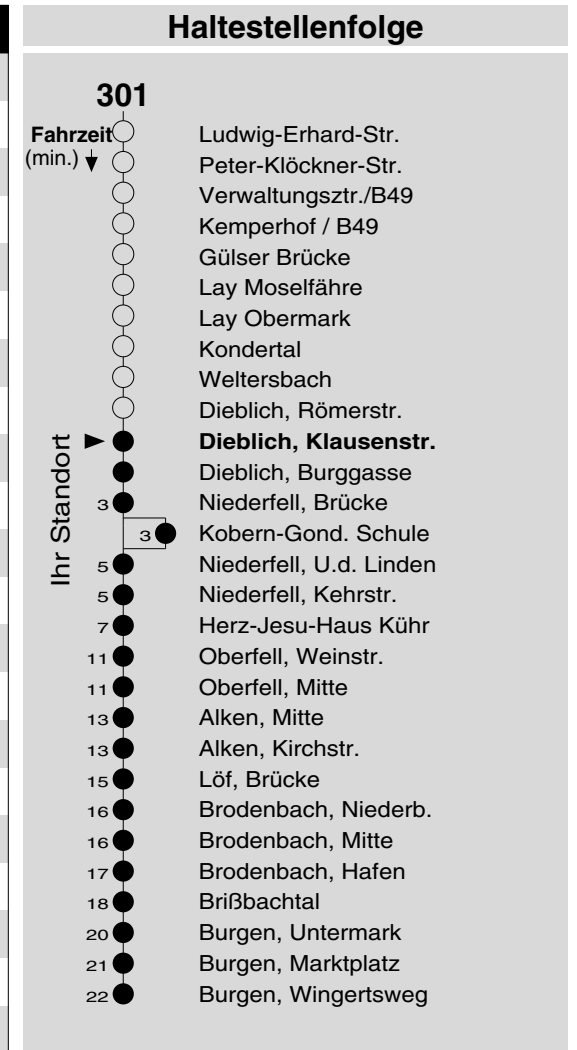 Haltestellenfolge
301
Fahrzeit Ludwig-Erhard-Str.
(min.) Peter-Klöckner-Str.
Verwaltungsztr./B49
Kemperhof / B49
Gülser Brücke
Lay Moselfähre
Lay Obermark
Kondertal
Weltersbach
Dieblich, Römerstr.
Ihr Standort
Dieblich, Klausenstr.
Dieblich, Burggasse
3 Niederfell, Brücke
3 Kobern-Gond. Schule
5 Niederfell, U.d. Linden
5 Niederfell, Kehrstr.
7 Herz-Jesu-Haus Kühr
11 Oberfell, Weinstr.
11 Oberfell, Mitte
13 Alken, Mitte
13 Alken, Kirchstr.
15 Löf, Brücke
16 Brodenbach, Niederb.
16 Brodenbach, Mitte
17 Brodenbach, Hafen
18 Brißbachtal
20 Burgen, Untermark
21 Burgen, Marktplatz
22 Burgen, Wingertsweg